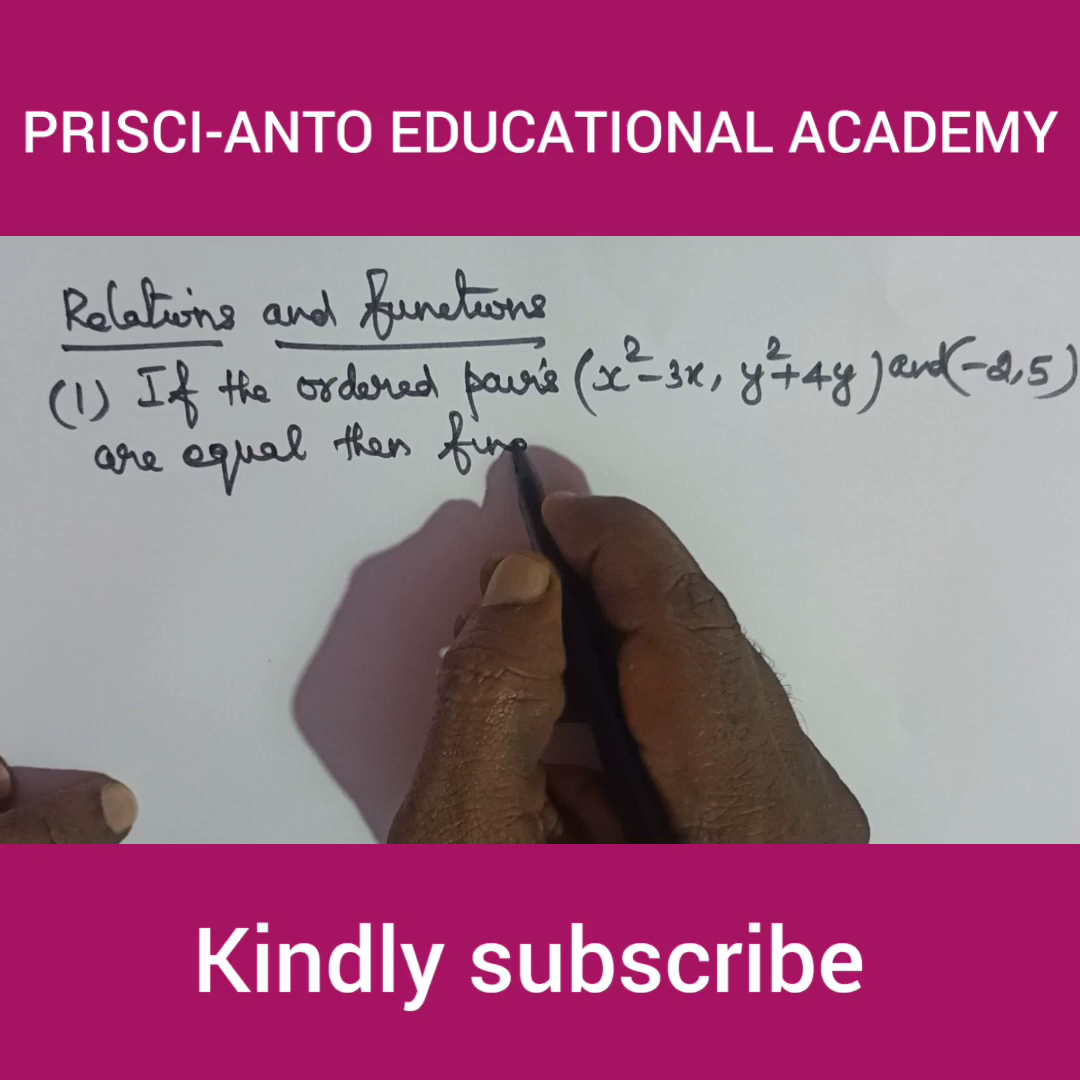 PRISCI-ANTO EDUCATIONAL ACADEMY
Relations and functions
(1) If the ordered pairs (x²-3x, y²+4y) and (-2,5)
are equal then fin
Kindly subscribe